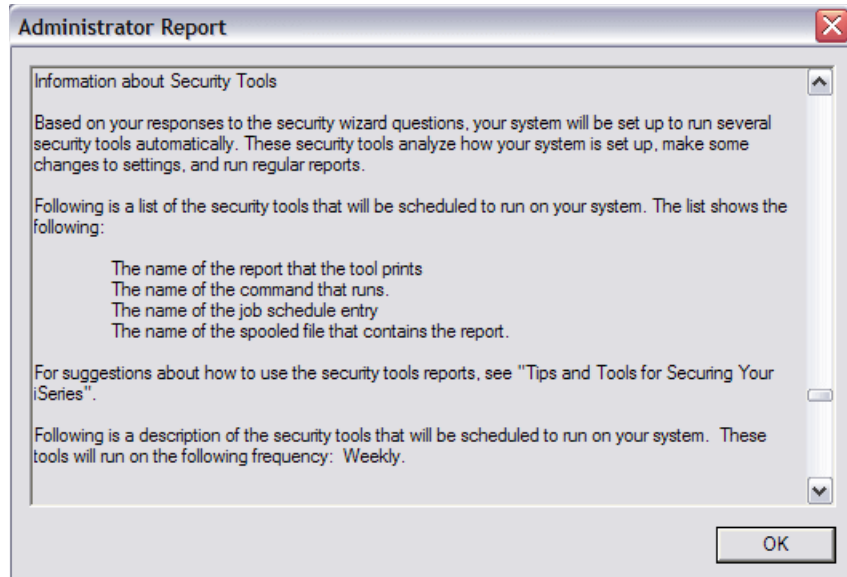 Administrator Report
Information about Security Tools
Based on your responses to the security wizard questions, your system will be set up to run several
security tools automatically. These security tools analyze how your system is set up, make some
changes to settings, and run regular reports.
Following is a list of the security tools that will be scheduled to run on your system. The list shows the
following:
The name of the report that the tool prints
The name of the command that runs.
The name of the job schedule entry
The name of the spooled file that contains the report.
For suggestions about how to use the security tools reports, see "Tips and Tools for Securing Your
iSeries".
Following is a description of the security tools that will be scheduled to run on your system.  These
tools will run on the following frequency:  Weekly.
OK